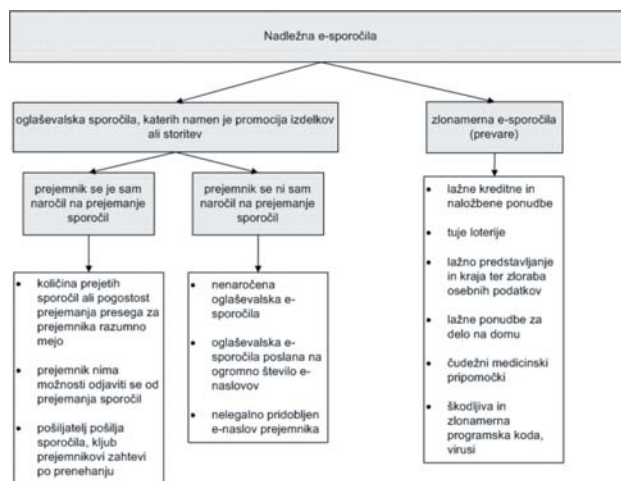 Nadležna e-sporočila
oglaševalska sporočila, katerih namen je promocija izdelkov
ali storitev
zlonamerna e-sporočila
(prevare)
prejemnik se je sam
naročil na prejemanje
sporočil
prejemnik se ni sam
naročil na prejemanje
sporočil
• količina prejetih
sporočil ali pogostost
prejemanja presega za
prejemnika razumno
mejo
• prejemnik nima
možnosti odjaviti se od
prejemanja sporočil
• pošiljatelj pošilja
sporočila, kljub
prejemnikovi zahtevi
po prenehanju
• nenaročena
oglaševalska e-
sporočila
• oglaševalska e-
sporočila poslana na
ogromno število e-
naslovov
• nelegalno pridobljen
e-naslov prejemnika
• lažne kreditne in
naložbene ponudbe
• tuje loterije
• lažno predstavljanje
in kraja ter zloraba
osebnih podatkov
• lažne ponudbe za
delo na domu
• čudežni medicinski
pripomočki
• škodljiva in
zlonamerna
programska koda,
virusi